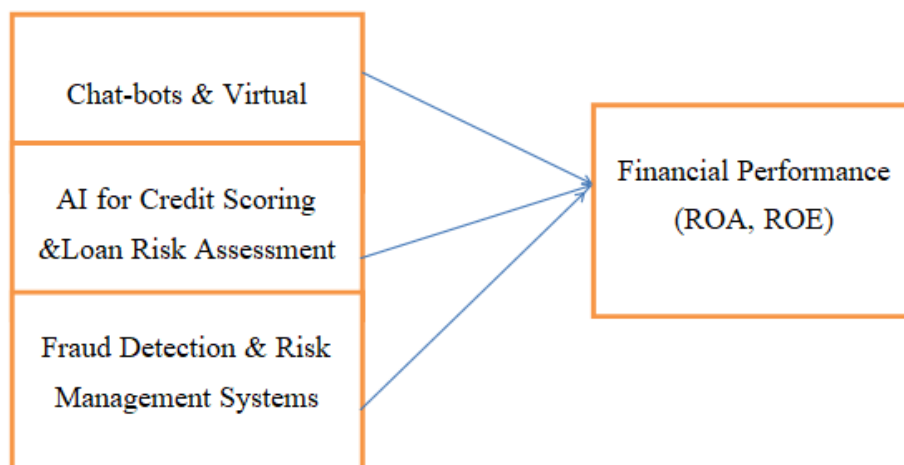 Chat-bots & Virtual
AI for Credit Scoring
&Loan Risk Assessment
Fraud Detection & Risk
Management Systems
Financial Performance
(ROA, ROE)